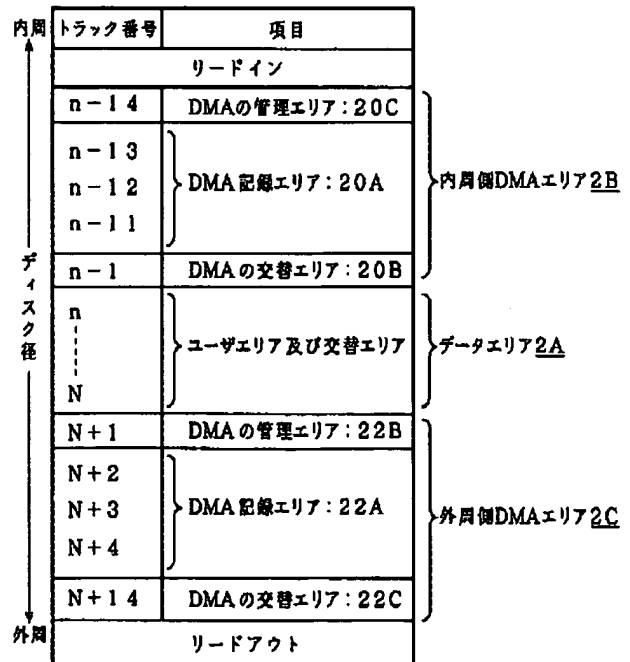 内周 トラック番号 項目
リードイン
n-14 DMAの管理エリア:20C
n-13
n-12 DMA記録エリア:20A 内周側DMAエリア2B
n-11
n-1 DMAの交替エリア:20B
ディスク径
n
ユーザエリア及び交替エリア データエリア2A
N
N+1 DMAの管理エリア:22B
N+2
N+3 DMA記録エリア:22A 外周側DMAエリア2C
N+4
N+14 DMAの交替エリア:22C
外周 リードアウト